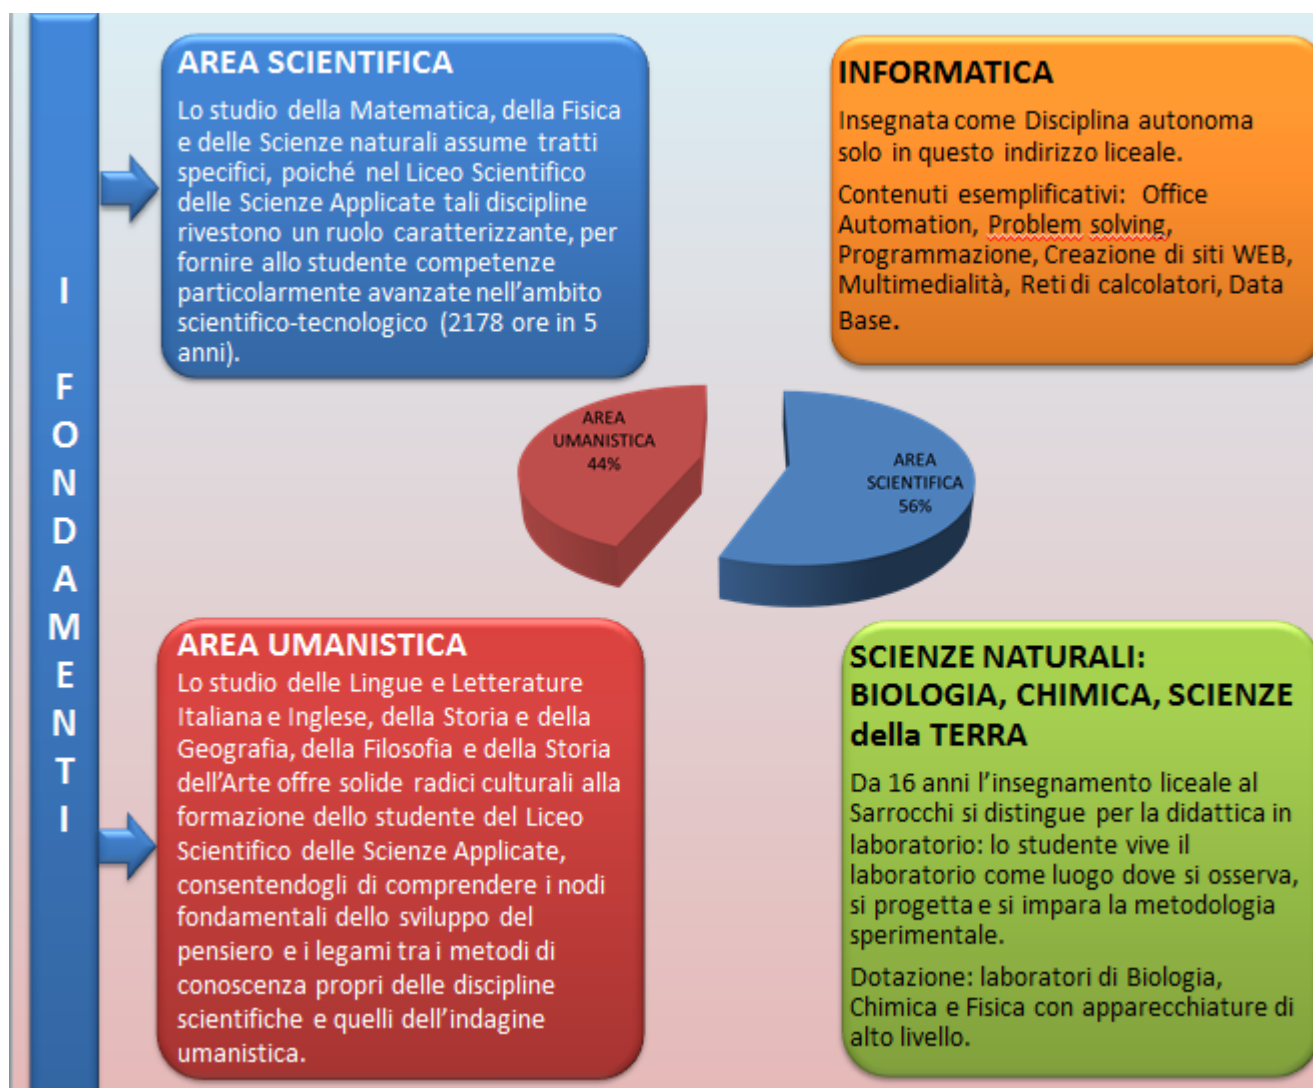 I FONDAMENTI
AREA SCIENTIFICA
Lo studio della Matematica, della Fisica
e delle Scienze naturali assume tratti
specifici, poiché nel Liceo Scientifico
delle Scienze Applicate tali discipline
rivestono un ruolo caratterizzante, per
fornire allo studente competenze
particolarmente avanzate nell'ambito
scientifico-tecnologico (2178 ore in 5
anni).
INFORMATICA
Insegnata come Disciplina autonoma
solo in questo indirizzo liceale.
Contenuti esemplificativi: Office
Automation, Problem solving,
Programmazione, Creazione di siti WEB,
Multimedialità, Reti di calcolatori, Data
Base.
AREA
UMANISTICA
44%
AREA
SCIENTIFICA
56%
AREA UMANISTICA
Lo studio delle Lingue e Letterature
Italiana e Inglese, della Storia e della
Geografia, della Filosofia e della Storia
dell'Arte offre solide radici culturali alla
formazione dello studente del Liceo
Scientifico delle Scienze Applicate,
consentendogli di comprendere i nodi
fondamentali dello sviluppo del
pensiero e i legami tra i metodi di
conoscenza propri delle discipline
scientifiche e quelli dell'indagine
umanistica.
SCIENZE NATURALI:
BIOLOGIA, CHIMICA, SCIENZE
della TERRA
Da 16 anni l'insegnamento liceale al
Sarrocchi si distingue per la didattica in
laboratorio: lo studente vive il
laboratorio come luogo dove si osserva,
si progetta e si impara la metodologia
sperimentale.
Dotazione: laboratori di Biologia,
Chimica e Fisica con apparecchiature di
alto livello.